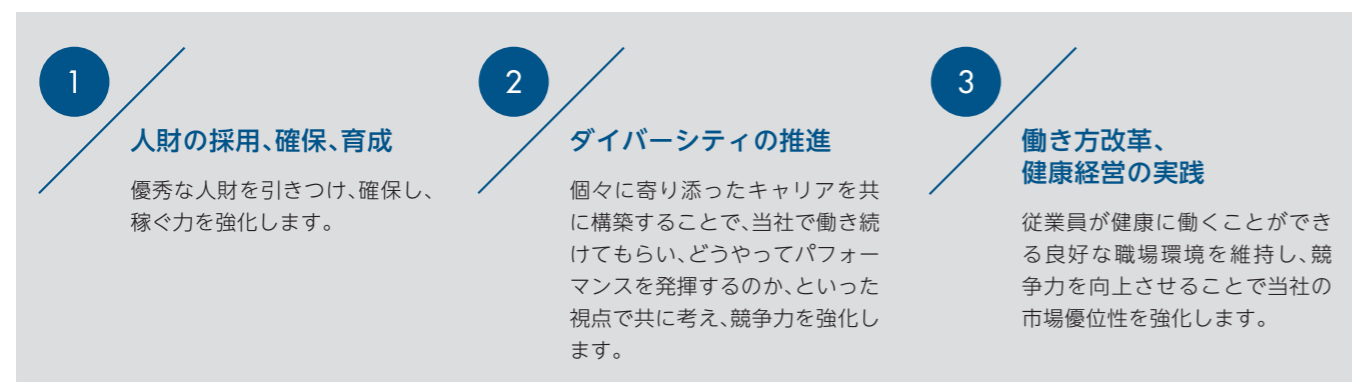 1
人財の採用、確保、育成
優秀な人財を引きつけ、確保し、
稼ぐ力を強化します。
2
ダイバーシティの推進
個々に寄り添ったキャリアを共
に構築することで、当社で働き続
けてもらい、どうやってパフォー
マンスを発揮するのか、といった
視点で共に考え、競争力を強化し
ます。
3
働き方改革、
健康経営の実践
従業員が健康に働くことができ
る良好な職場環境を維持し、競
争力を向上させることで当社の
市場優位性を強化します。